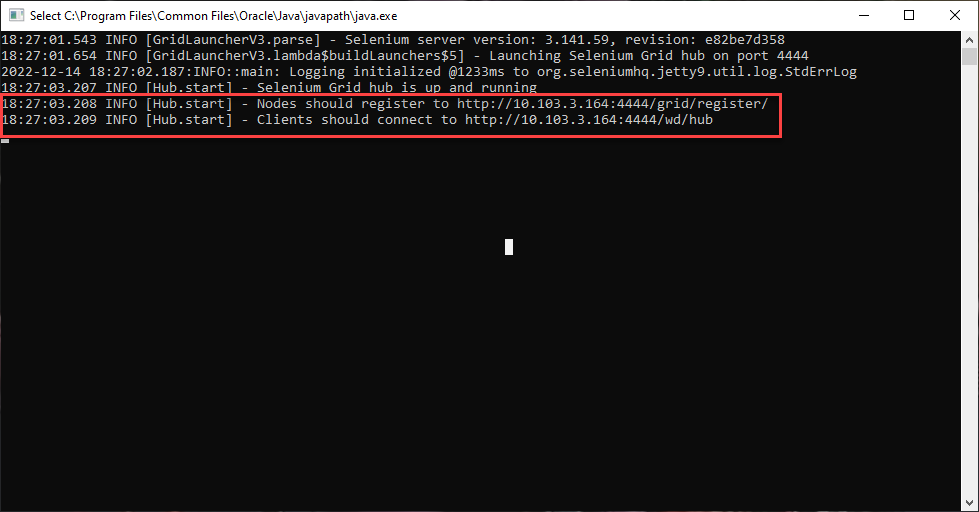 Select C:\Program Files\Common Files\Oracle\Java\javapath\java.exe
18:27:01.543 INFO [GridLauncherV3.parse] - Selenium server version: 3.141.59, revision: e82be7d358
18:27:01.654 INFO [GridLauncherV3.lambda$buildLaunchers$5] - Launching Selenium Grid hub on port 4444
2022-12-14 18:27:02.187:INFO::main: Logging initialized @1233ms to org.seleniumhq.jetty9.util.log.StdErrLog
18:27:03.207 INFO [Hub.start] - Selenium Grid hub is up and running
18:27:03.208 INFO [Hub.start] - Nodes should register to http://10.103.3.164:4444/grid/register/
18:27:03.209 INFO [Hub.start] - Clients should connect to http://10.103.3.164:4444/wd/hub